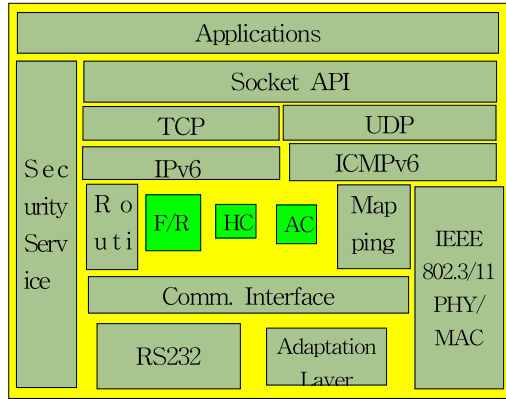 Applications
Socket API
TCP
UDP
IPv6
ICMPv6
Sec
urity
Serv
ice
Ro
uti
F/R
HC
AC
Map
ping
IEEE
802.3/11
PHY/
MAC
Comm. Interface
RS232
Adaptation
Layer